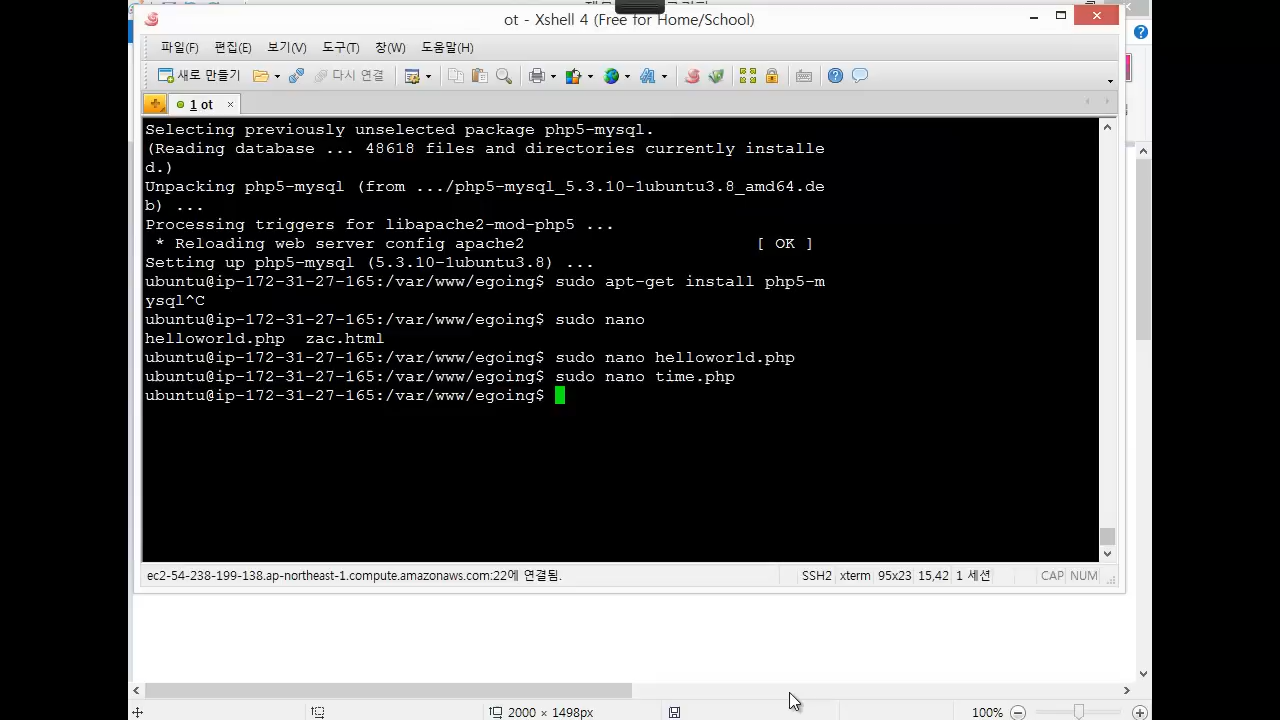 ot - Xshell 4 (Free for Home/School)
파일(F) 편집(E) 보기(V) 도구(T) 창(W) 도움말(H)
새로 만들기 다시 연결
1 ot
Selecting previously unselected package php5-mysql.
(Reading database ... 48618 files and directories currently installe
d.)
Unpacking php5-mysql (from .../php5-mysql_5.3.10-1ubuntu3.8_amd64.de
b) ...
Processing triggers for libapache2-mod-php5 ...
* Reloading web server config apache2 [ OK ]
Setting up php5-mysql (5.3.10-1ubuntu3.8) ...
ubuntu@ip-172-31-27-165:/var/www/egoing$ sudo apt-get install php5-m
ysql^C
ubuntu@ip-172-31-27-165:/var/www/egoing$ sudo nano
helloworld.php zac.html
ubuntu@ip-172-31-27-165:/var/www/egoing$ sudo nano helloworld.php
ubuntu@ip-172-31-27-165:/var/www/egoing$ sudo nano time.php
ubuntu@ip-172-31-27-165:/var/www/egoing$
ec2-54-238-199-138.ap-northeast-1.compute.amazonaws.com:22에 연결됨. SSH2 xterm 95x23 15,42 1 세션 CAP NUM
2000 × 1498px 100%